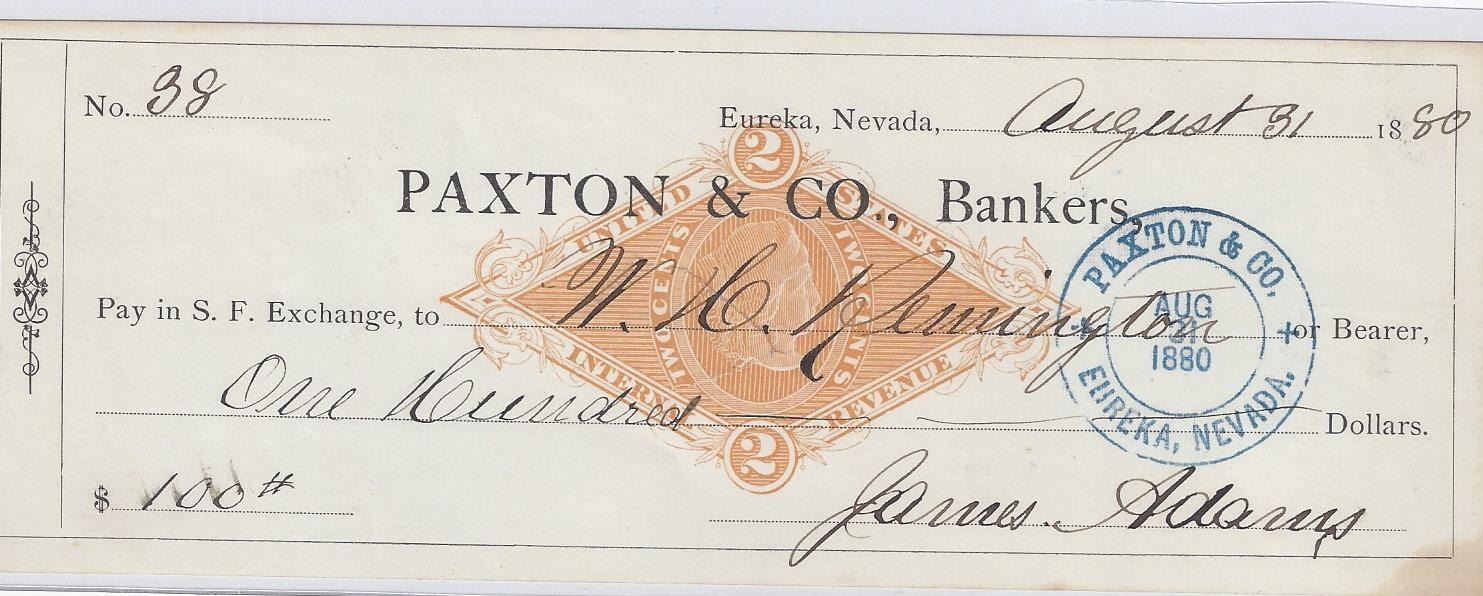 No. 38
Eureka, Nevada, August 31 1880
PAXTON & CO., Bankers,
Pay in S. F. Exchange, to W. H. Remington or Bearer,
One Hundred Dollars.
$ 100 #
James. Adams
2
UNITED STATES
TWO CENTS TWO CENTS
INTERNAL REVENUE
2
PAXTON & CO.
AUG
31
1880
EUREKA, NEVADA.